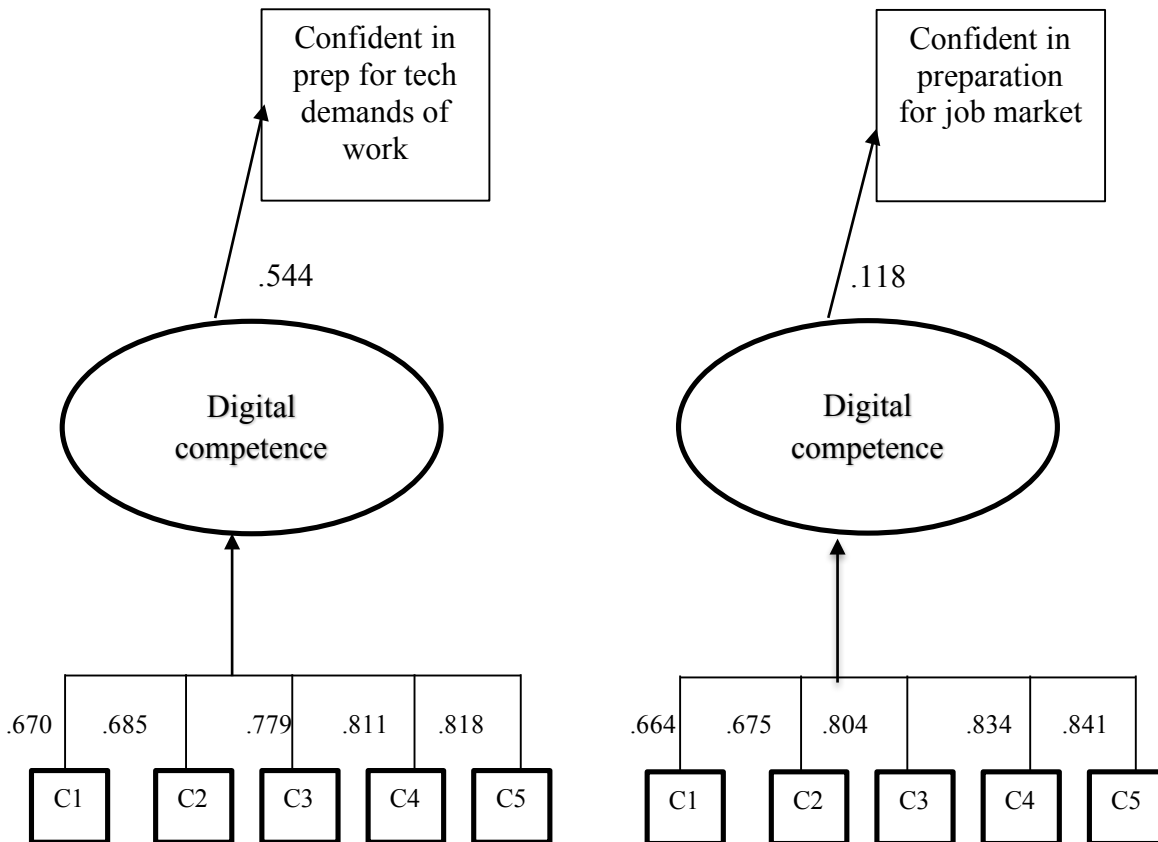 Confident in
prep for tech
demands of
work
.544
Digital
competence
.670
.685
.779
.811
.818
C1
C2
C3
C4
C5
Confident in
preparation
for job market
.118
Digital
competence
.664
.675
.804
.834
.841
C1
C2
C3
C4
C5